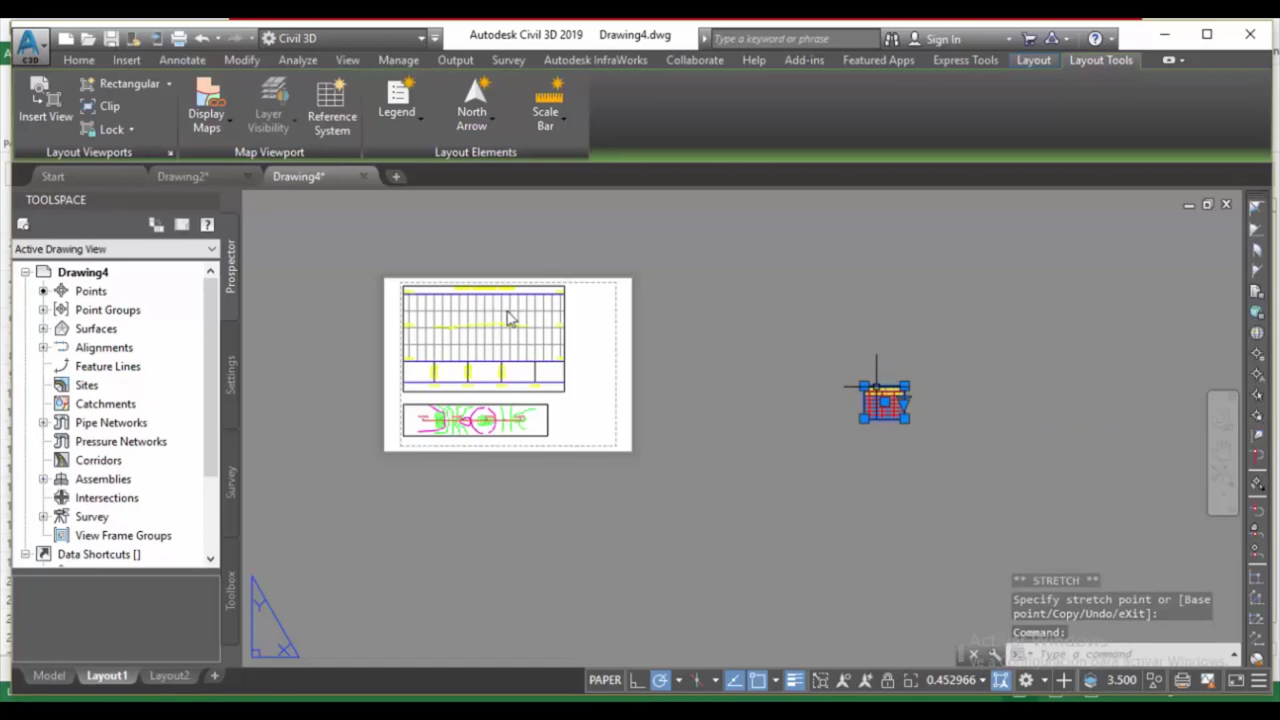 Civil 3D
Autodesk Civil 3D 2019 Drawing4.dwg
Type a keyword or phrase
Sign In
C3D
Home Insert Annotate Modify Analyze View Manage Output Survey Autodesk InfraWorks Collaborate Help Add-ins Featured Apps Express Tools Layout Layout Tools
Insert View
Rectangular
Clip
Lock
Display Maps
Layer Visibility
Reference System
Legend
North Arrow
Scale Bar
Layout Viewports
Map Viewport
Layout Elements
Start
Drawing2*
Drawing4*
TOOLSPACE
Active Drawing View
Drawing4
Points
Point Groups
Surfaces
Alignments
Feature Lines
Sites
Catchments
Pipe Networks
Pressure Networks
Corridors
Assemblies
Intersections
Survey
View Frame Groups
Data Shortcuts []
Prospector
Settings
Survey
Toolbox
** STRETCH **
Specify stretch point or [Base
point/Copy/Undo/eXit]:
Command:
Type a command
Model Layout1 Layout2
PAPER
0.452966
3.500